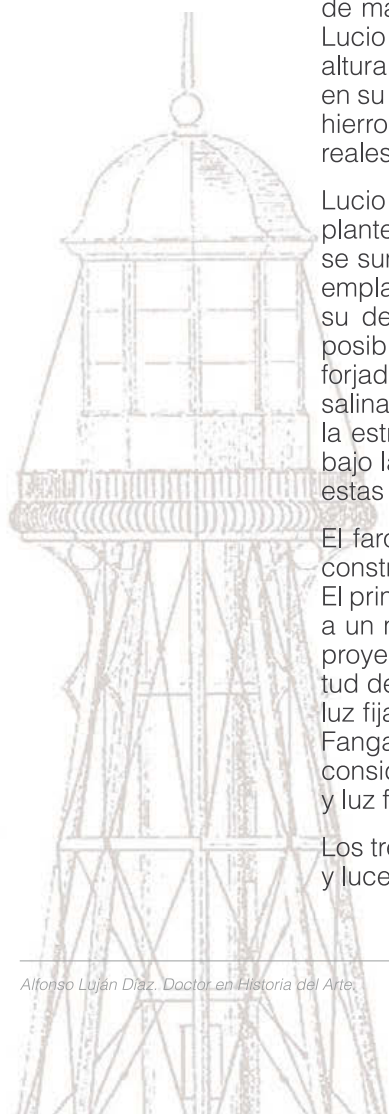 de ma
Lucio
altura
en su
hierro
reales
Lucio
plante
se sur
empla
su de
posib
forjad
salina
la estr
bajo la
estas
El faro
constr
El prin
a un r
proye
tud de
luz fija
Fanga
consid
y luz f
Los tre
y luce
Alfonso Luján Díaz. Doctor en Historia del Arte.